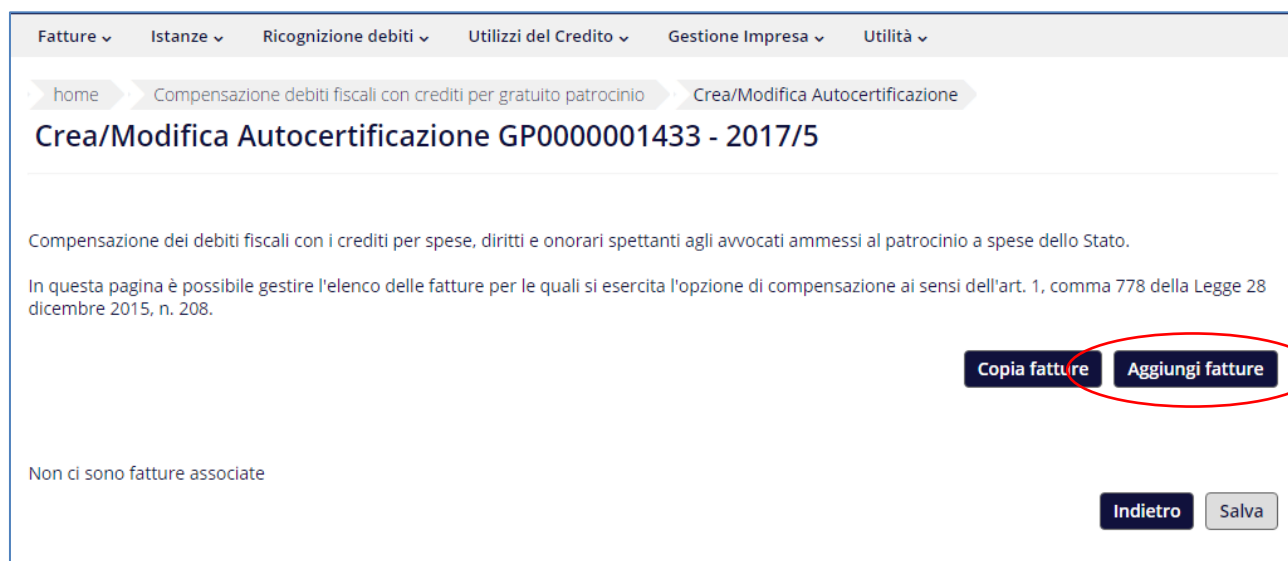 Fatture Istanze Ricognizione debiti Utilizzi del Credito Gestione Impresa Utilità
home Compensazione debiti fiscali con crediti per gratuito patrocinio Crea/Modifica Autocertificazione
Crea/Modifica Autocertificazione GP0000001433 - 2017/5
Compensazione dei debiti fiscali con i crediti per spese, diritti e onorari spettanti agli avvocati ammessi al patrocinio a spese dello Stato.
In questa pagina è possibile gestire l'elenco delle fatture per le quali si esercita l'opzione di compensazione ai sensi dell'art. 1, comma 778 della Legge 28
dicembre 2015, n. 208.
Copia fatture Aggiungi fatture
Non ci sono fatture associate
Indietro Salva